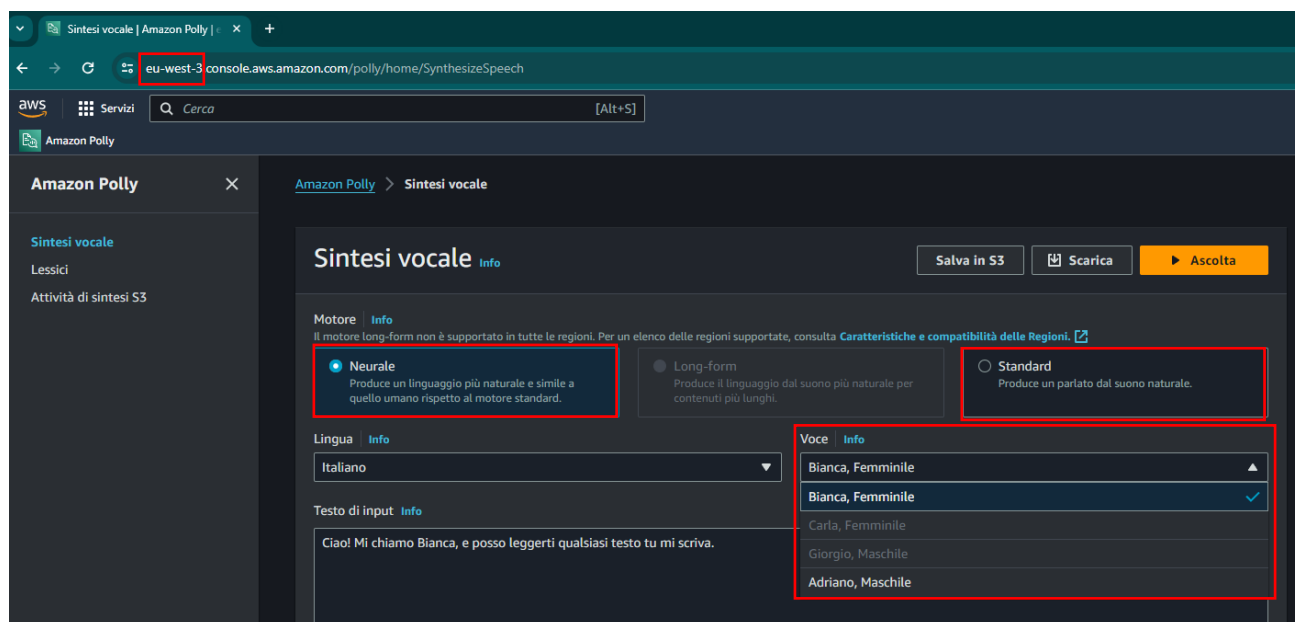 Sintesi vocale | Amazon Polly | e
eu-west-3.console.aws.amazon.com/polly/home/SynthesizeSpeech
aws
Servizi
Cerca
[Alt+S]
Amazon Polly
Amazon Polly
Sintesi vocale
Lessici
Attività di sintesi S3
Amazon Polly > Sintesi vocale
Sintesi vocale Info
Salva in S3
Scarica
Ascolta
Motore Info
Il motore long-form non è supportato in tutte le regioni. Per un elenco delle regioni supportate, consulta Caratteristiche e compatibilità delle Regioni.
Neurale
Produce un linguaggio più naturale e simile a
quello umano rispetto al motore standard.
Long-form
Produce il linguaggio dal suono più naturale per
contenuti più lunghi.
Standard
Produce un parlato dal suono naturale.
Lingua Info
Italiano
Voce Info
Bianca, Femminile
Bianca, Femminile
Carla, Femminile
Giorgio, Maschile
Adriano, Maschile
Testo di input Info
Ciao! Mi chiamo Bianca, e posso leggerti qualsiasi testo tu mi scriva.